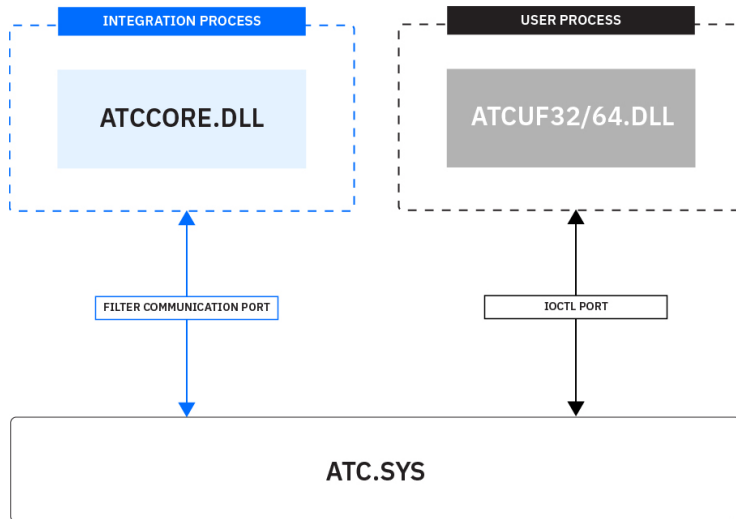 INTEGRATION PROCESS
USER PROCESS
ATCCORE.DLL
ATCUF32/64.DLL
FILTER COMMUNICATION PORT
IOCTL PORT
ATC.SYS